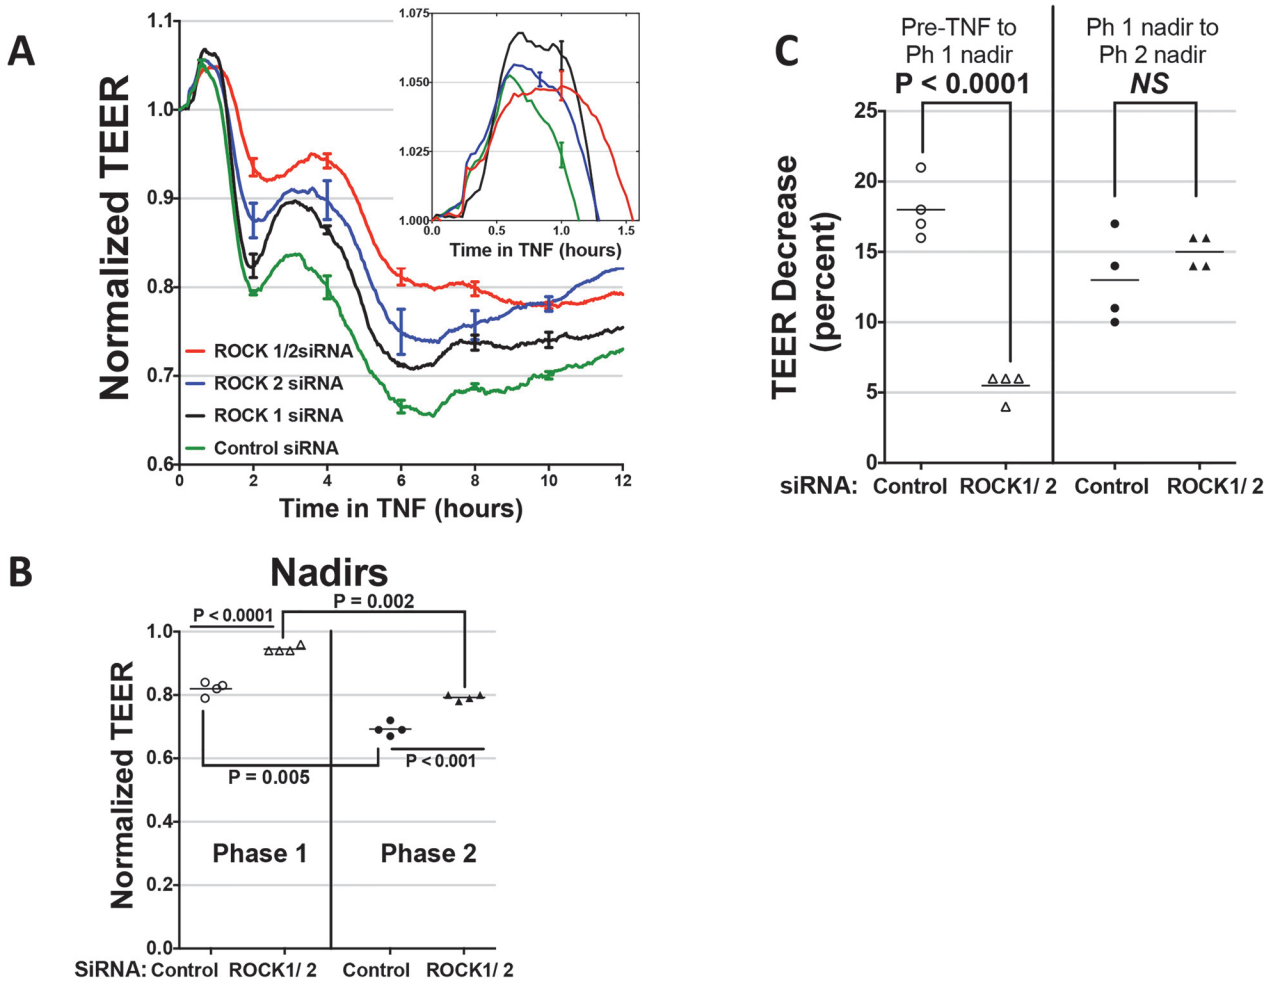 A
Normalized TEER
1.1
1.0
0.9
0.8
0.7
0.6
0
2
4
6
8
10
12
Time in TNF (hours)
ROCK 1/2siRNA
ROCK 2 siRNA
ROCK 1 siRNA
Control siRNA
1.075
1.050
1.025
1.000
0.0
0.5
1.0
1.5
Time in TNF (hours)
C
Pre-TNF to
Ph 1 nadir
P < 0.0001
Ph 1 nadir to
Ph 2 nadir
NS
TEER Decrease
(percent)
25
20
15
10
5
0
siRNA: Control ROCK1/ 2 Control ROCK1/ 2
B
Nadirs
P < 0.0001
P = 0.002
Normalized TEER
1.0
0.8
0.6
0.4
0.2
0.0
P = 0.005
P < 0.001
Phase 1
Phase 2
SiRNA: Control ROCK1/ 2 Control ROCK1/ 2